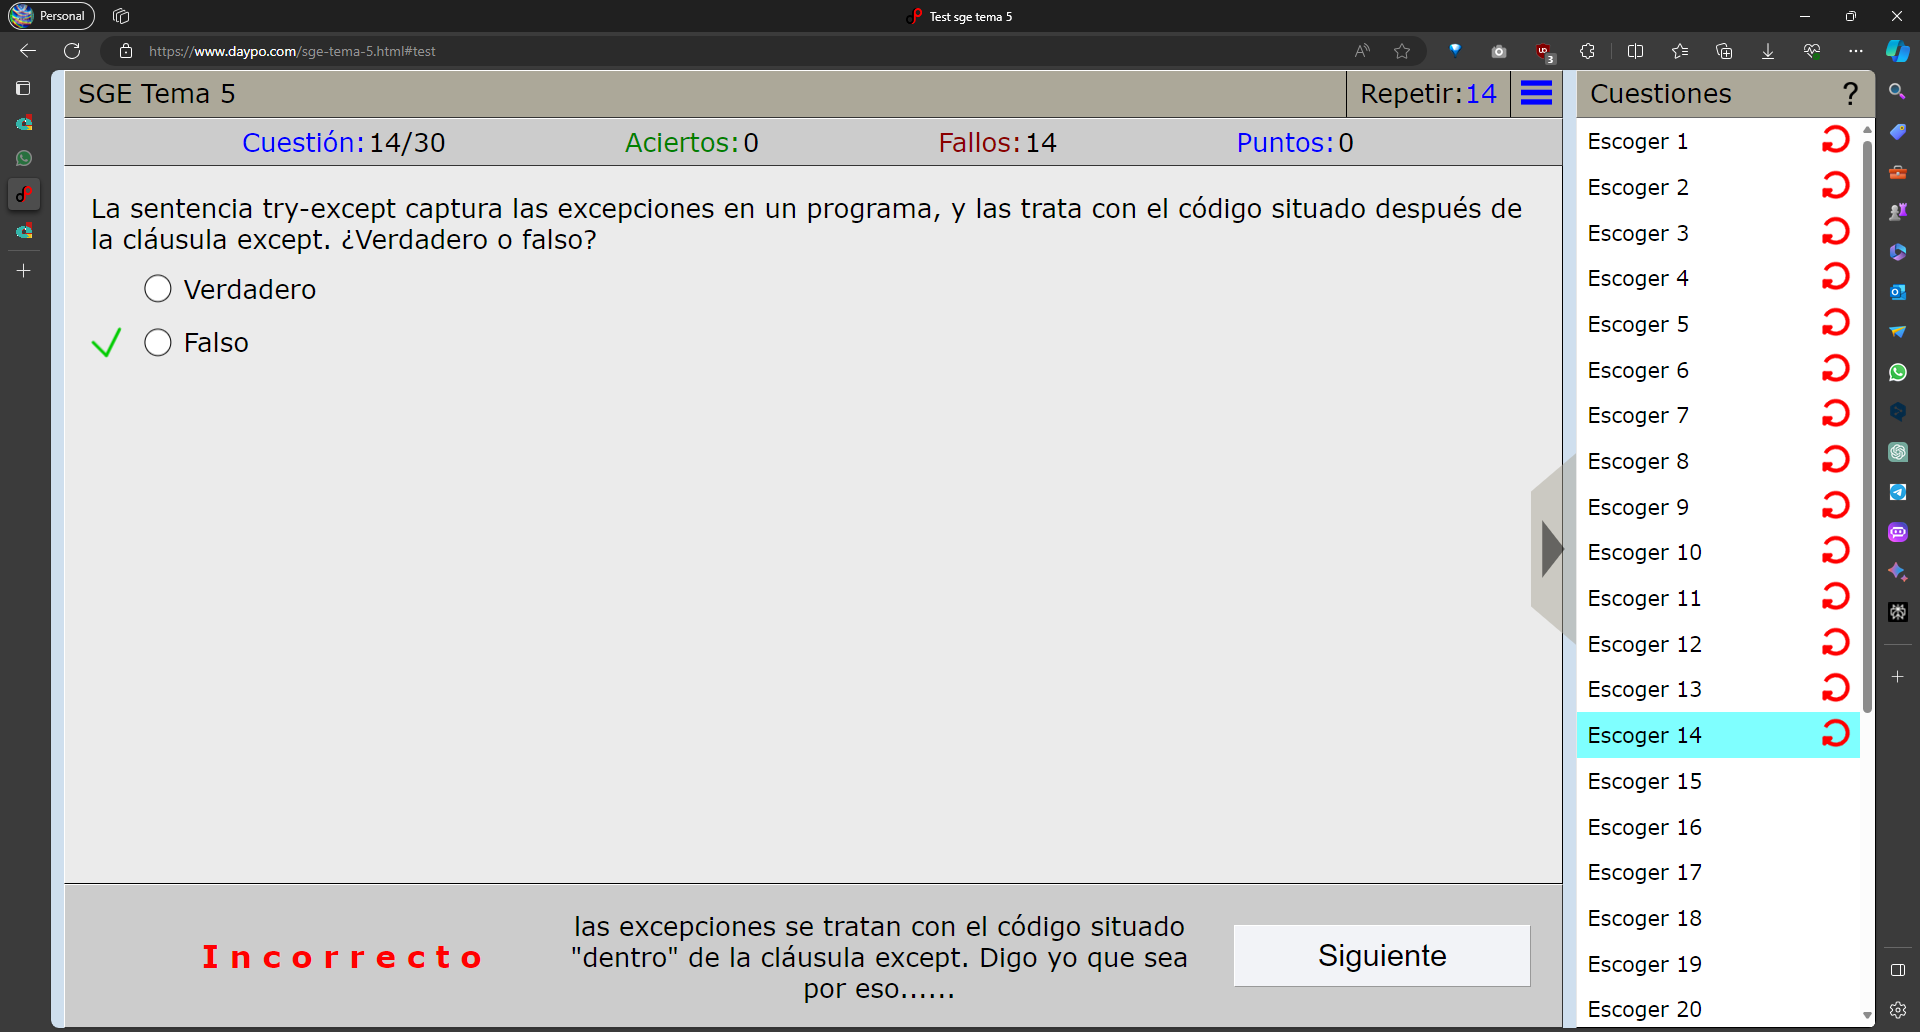 Personal
Test sge tema 5
https://www.daypo.com/sge-tema-5.html#test
3
SGE Tema 5
Repetir:14
Cuestiones
?
Cuestión:14/30
Aciertos:0
Fallos:14
Puntos:0
La sentencia try-except captura las excepciones en un programa, y las trata con el código situado después de
la cláusula except. ¿Verdadero o falso?
Verdadero
Falso
Escoger 1
Escoger 2
Escoger 3
Escoger 4
Escoger 5
Escoger 6
Escoger 7
Escoger 8
Escoger 9
Escoger 10
Escoger 11
Escoger 12
Escoger 13
Escoger 14
Escoger 15
Escoger 16
Escoger 17
Escoger 18
Escoger 19
Escoger 20
Incorrecto
las excepciones se tratan con el código situado
"dentro" de la cláusula except. Digo yo que sea
por eso......
Siguiente